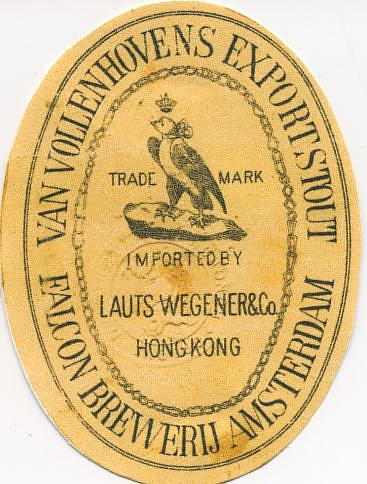 VAN VOLLENHOVENS EXPORT STOUT
TRADE MARK
IMPORTED BY
LAUTS WEGENER & Co.
HONGKONG
FALCON BREWERIJ AMSTERDAM